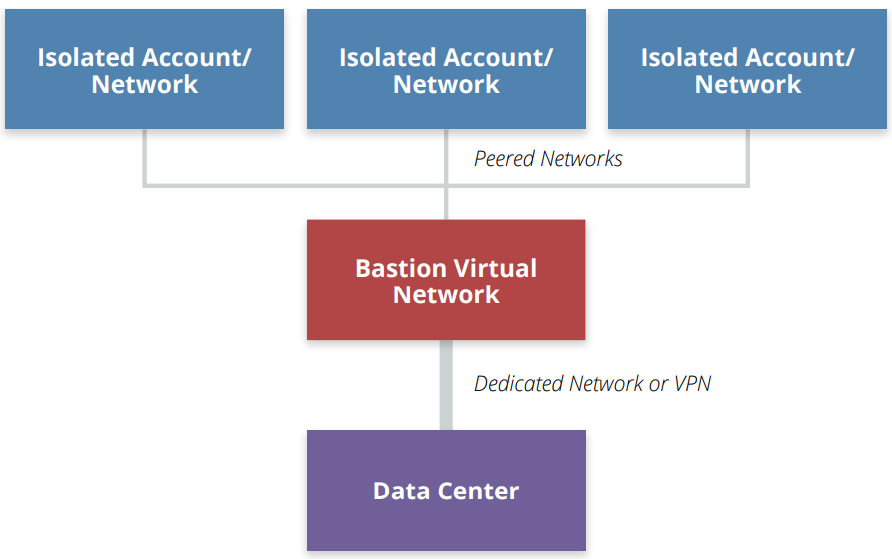 Isolated Account/
Network
Isolated Account/
Network
Isolated Account/
Network
Peered Networks
Bastion Virtual
Network
Dedicated Network or VPN
Data Center